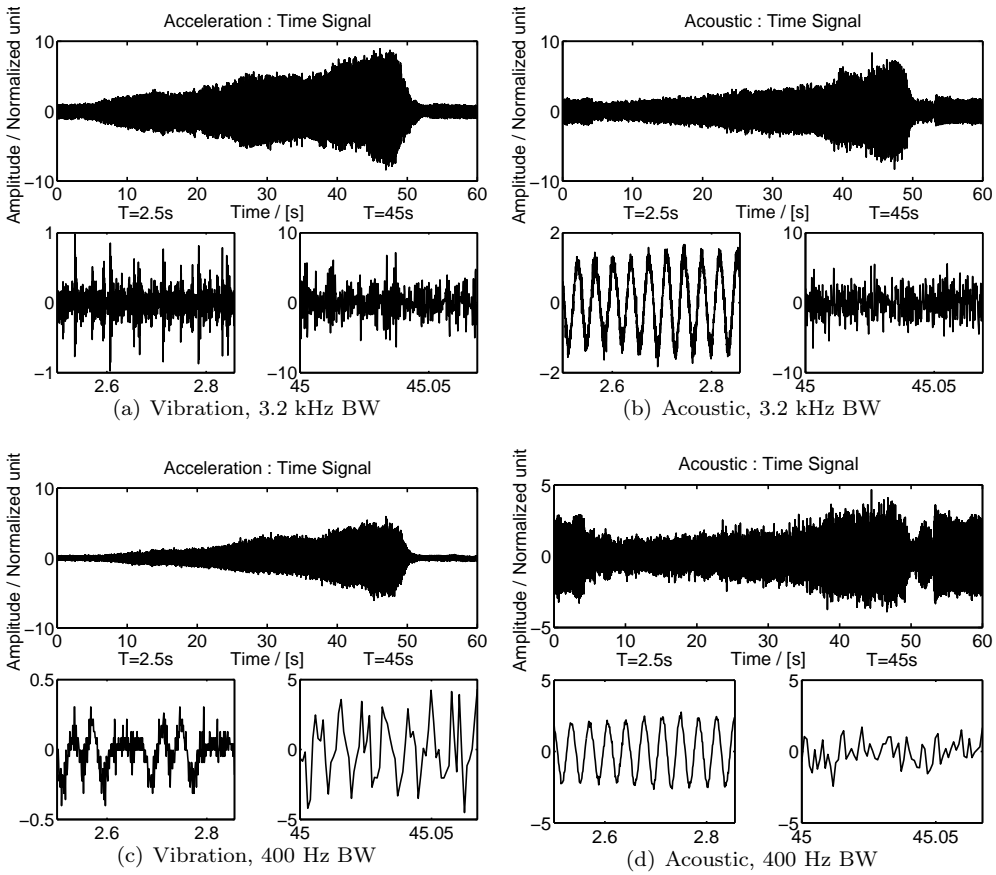 Acceleration : Time Signal
Amplitude / Normalized unit
10
0
−10
0 10 20 30 40 50 60
T=2.5s Time / [s] T=45s
1
0
−1
2.6 2.8
10
0
−10
45 45.05
(a) Vibration, 3.2 kHz BW
Acoustic : Time Signal
Amplitude / Normalized unit
10
0
−10
0 10 20 30 40 50 60
T=2.5s Time / [s] T=45s
2
0
−2
2.6 2.8
10
0
−10
45 45.05
(b) Acoustic, 3.2 kHz BW
Acceleration : Time Signal
Amplitude / Normalized unit
10
0
−10
0 10 20 30 40 50 60
T=2.5s Time / [s] T=45s
0.5
0
−0.5
2.6 2.8
5
0
−5
45 45.05
(c) Vibration, 400 Hz BW
Acoustic : Time Signal
Amplitude / Normalized unit
5
0
−5
0 10 20 30 40 50 60
T=2.5s Time / [s] T=45s
5
0
−5
2.6 2.8
5
0
−5
45 45.05
(d) Acoustic, 400 Hz BW